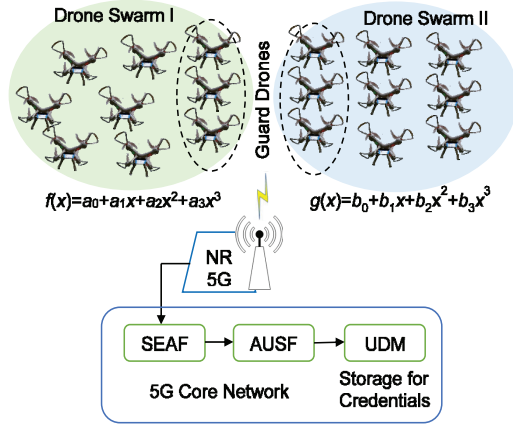 Drone Swarm I
Drone Swarm II
Guard Drones
f(x)=a₀+a₁x+a₂x²+a₃x³
g(x)=b₀+b₁x+b₂x²+b₃x³
NR
5G
SEAF
AUSF
UDM
5G Core Network
Storage for
Credentials